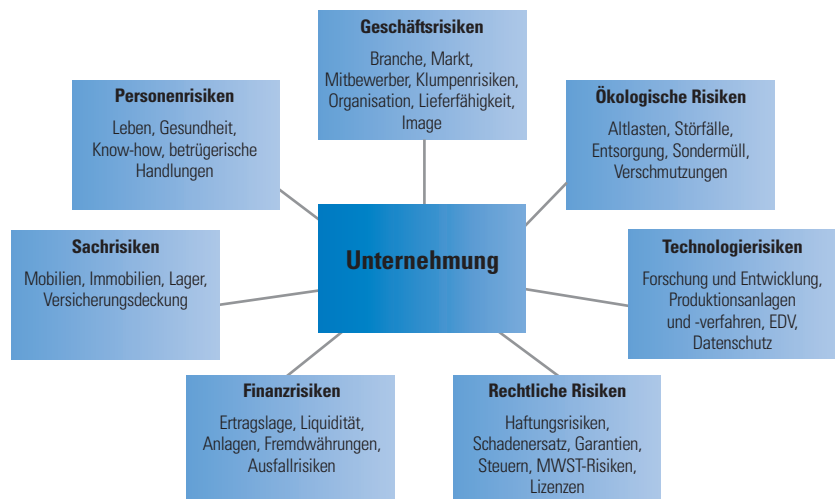 Geschäftsrisiken
Branche, Markt,
Mitbewerber, Klumpenrisiken,
Organisation, Lieferfähigkeit,
Image
Personenrisiken
Leben, Gesundheit,
Know-how, betrügerische
Handlungen
Ökologische Risiken
Altlasten, Störfälle,
Entsorgung, Sondermüll,
Verschmutzungen
Unternehmung
Sachrisiken
Mobilien, Immobilien, Lager,
Versicherungsdeckung
Technologierisiken
Forschung und Entwicklung,
Produktionsanlagen
und -verfahren, EDV,
Datenschutz
Finanzrisiken
Ertragslage, Liquidität,
Anlagen, Fremdwährungen,
Ausfallrisiken
Rechtliche Risiken
Haftungsrisiken,
Schadenersatz, Garantien,
Steuern, MWST-Risiken,
Lizenzen